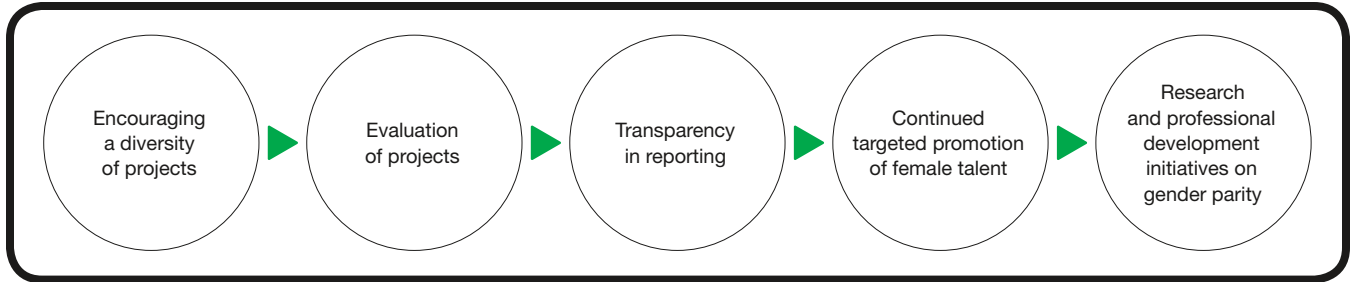 Encouraging
a diversity
of projects
Evaluation
of projects
Transparency
in reporting
Continued
targeted promotion
of female talent
Research
and professional
development
initiatives on
gender parity